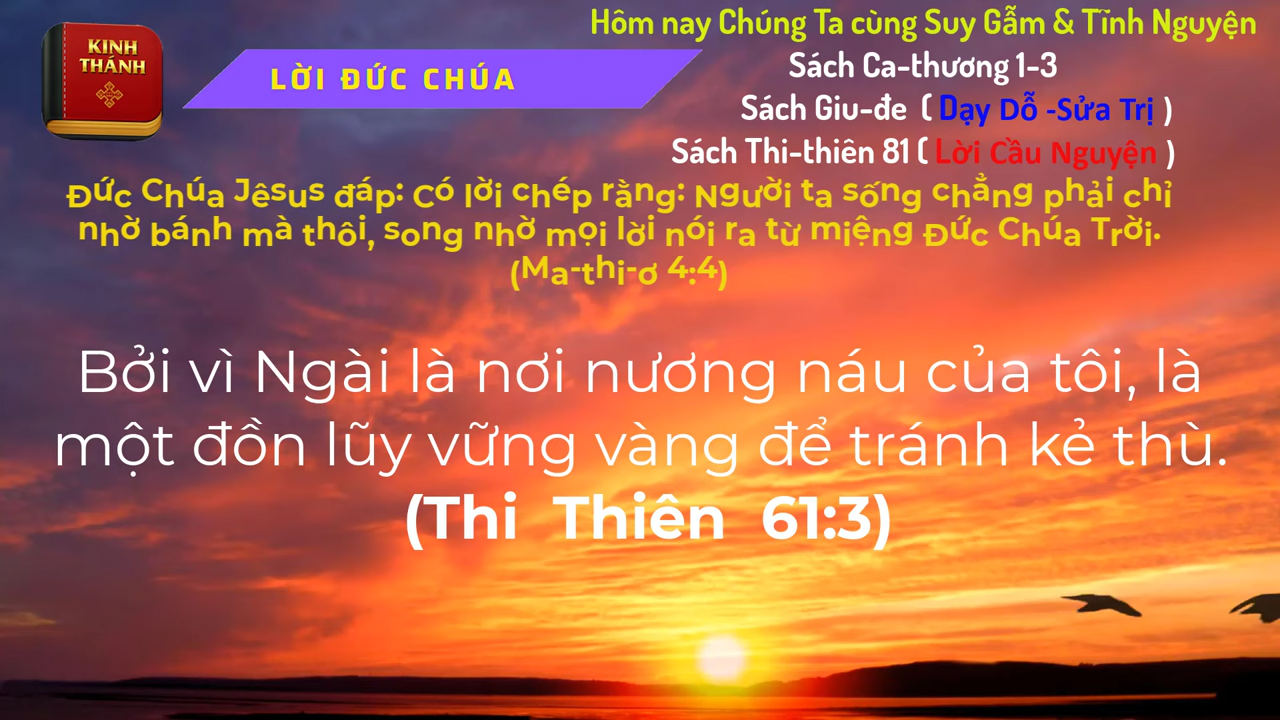 KINH
THÁNH
LỜI ĐỨC CHÚA
Hôm nay Chúng Ta cùng Suy Gẫm & Tĩnh Nguyện
Sách Ca-thương 1-3
Sách Giu-đe ( Dạy Dỗ -Sửa Trị )
Sách Thi-thiên 81 ( Lời Cầu Nguyện )
Đức Chúa Jêsus đáp: Có lời chép rằng: Người ta sống chẳng phải chỉ
nhờ bánh mà thôi, song nhờ mọi lời nói ra từ miệng Đức Chúa Trời.
(Ma-thi-ơ 4:4)
Bởi vì Ngài là nơi nương náu của tôi, là
một đồn lũy vững vàng để tránh kẻ thù.
(Thi Thiên 61:3)